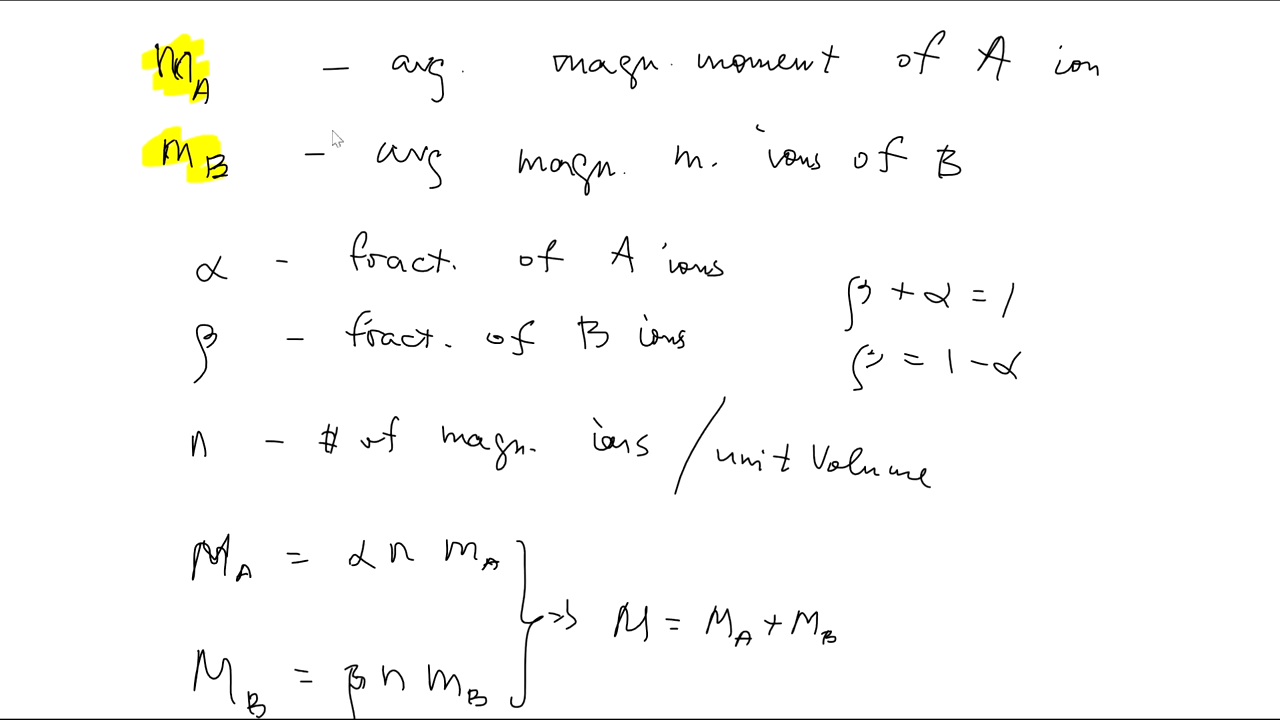 m_A – avg. magn. moment of A ion
m_B – avg magn. m. ions of B
α - fract. of A ions
β + α = 1
β - fract. of B ions
β = 1 - α
n - # of magn. ions / unit Volume
M_A = α n m_A
M_B = β n m_B
=> M = M_A + M_B